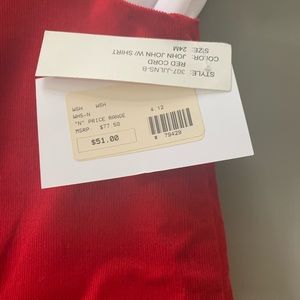 STYLE: 307-JJLNS-B
RED CORD
COLOR: JOHN JOHN W/ SHIRT
SIZE: 24M
WSH WSH
WHS-N 4.12
"N" PRICE RANGE
MSRP $77.50
$51.00
# 79429